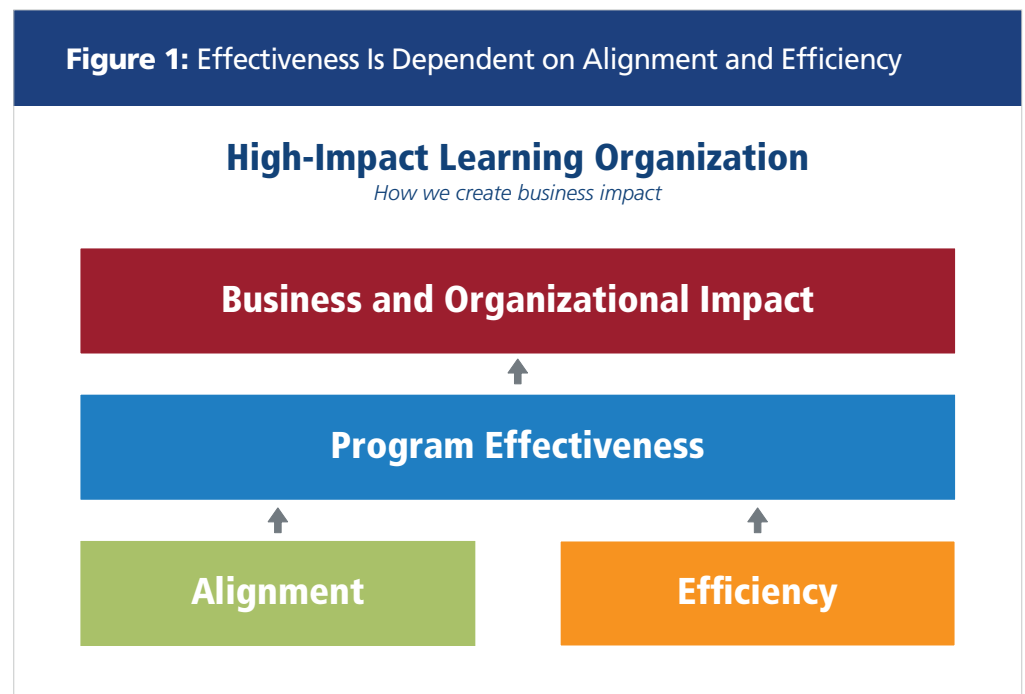 Figure 1: Effectiveness Is Dependent on Alignment and Efficiency
High-Impact Learning Organization
How we create business impact
Business and Organizational Impact
Program Effectiveness
Alignment
Efficiency